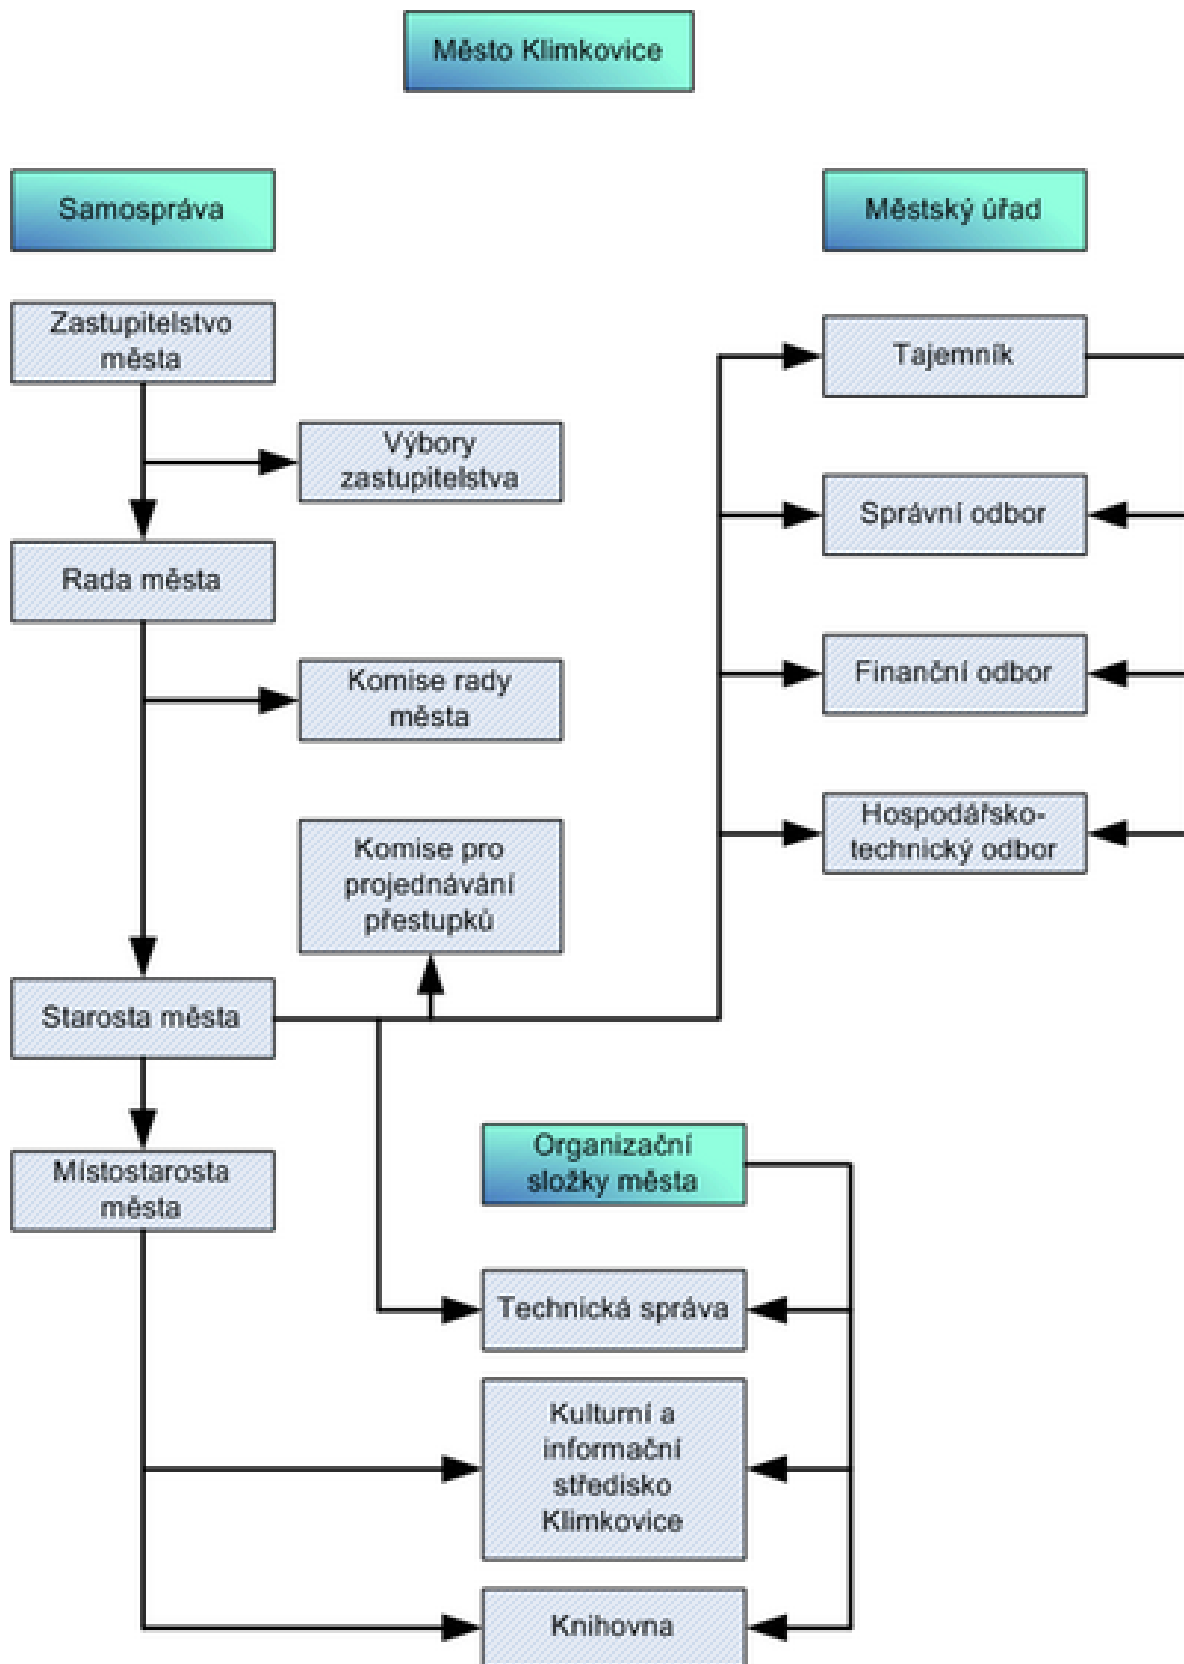 Město Klimkovice
Samospráva
Městský úřad
Zastupitelstvo
města
Tajemník
Výbory
zastupitelstva
Správní odbor
Rada města
Komise rady
města
Finanční odbor
Komise pro
projednávání
přestupků
Hospodářsko-
technický odbor
Starosta města
Místostarosta
města
Organizační
složky města
Technická správa
Kulturní a
informační
středisko
Klimkovice
Knihovna